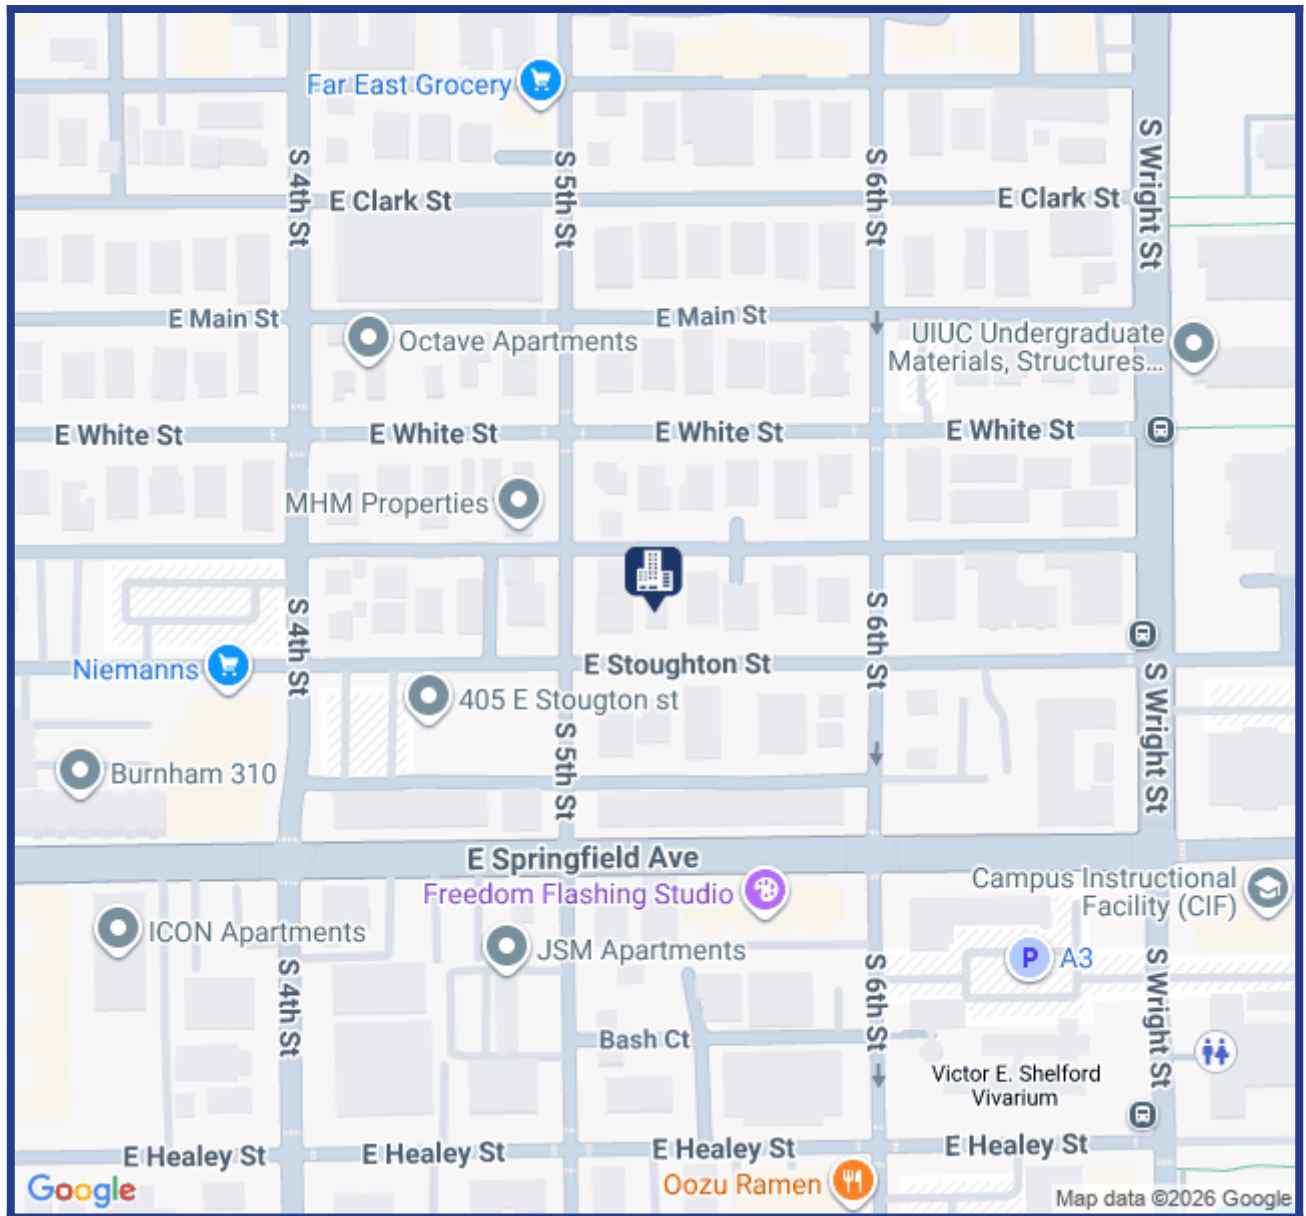 Far East Grocery
S 4th St
S 5th St
S 6th St
S Wright St
E Clark St
E Clark St
E Main St
E Main St
Octave Apartments
UIUC Undergraduate
Materials, Structures...
E White St
E White St
E White St
E White St
MHM Properties
S 4th St
S 6th St
E Stoughton St
Niemanns
405 E Stougton st
S Wright St
S 5th St
Burnham 310
E Springfield Ave
Freedom Flashing Studio
Campus Instructional
Facility (CIF)
ICON Apartments
JSM Apartments
P
A3
S 4th St
S 6th St
S Wright St
Bash Ct
Victor E. Shelford
Vivarium
E Healey St
E Healey St
E Healey St
E Healey St
Oozu Ramen
Google
Map data ©2026 Google